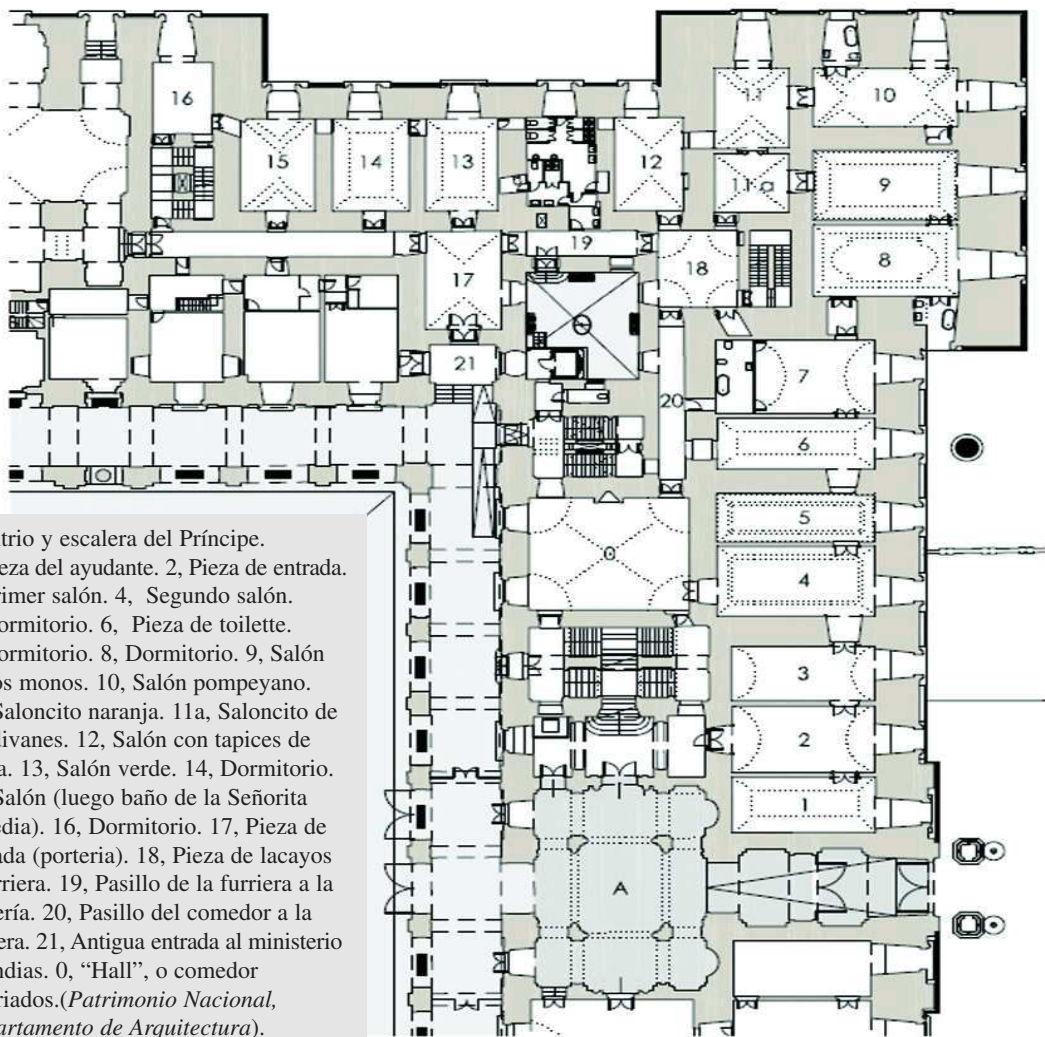 11
10
16
15
14
13
12
11a
9
19
18
8
17
21
7
20
6
5
0
4
3
2
1
A
trio y escalera del Príncipe.
eza del ayudante. 2, Pieza de entrada.
rimer salón. 4, Segundo salón.
ormitorio. 6, Pieza de toilette.
ormitorio. 8, Dormitorio. 9, Salón
os monos. 10, Salón pompeyano.
Saloncito naranja. 11a, Saloncito de
divanes. 12, Salón con tapices de
a. 13, Salón verde. 14, Dormitorio.
Salón (luego baño de la Señorita
edia). 16, Dormitorio. 17, Pieza de
ada (porteria). 18, Pieza de lacayos
rriera. 19, Pasillo de la furriera a la
ería. 20, Pasillo del comedor a la
era. 21, Antigua entrada al ministerio
ndias. 0, “Hall”, o comedor
riados.(Patrimonio Nacional,
artamento de Arquitectura).